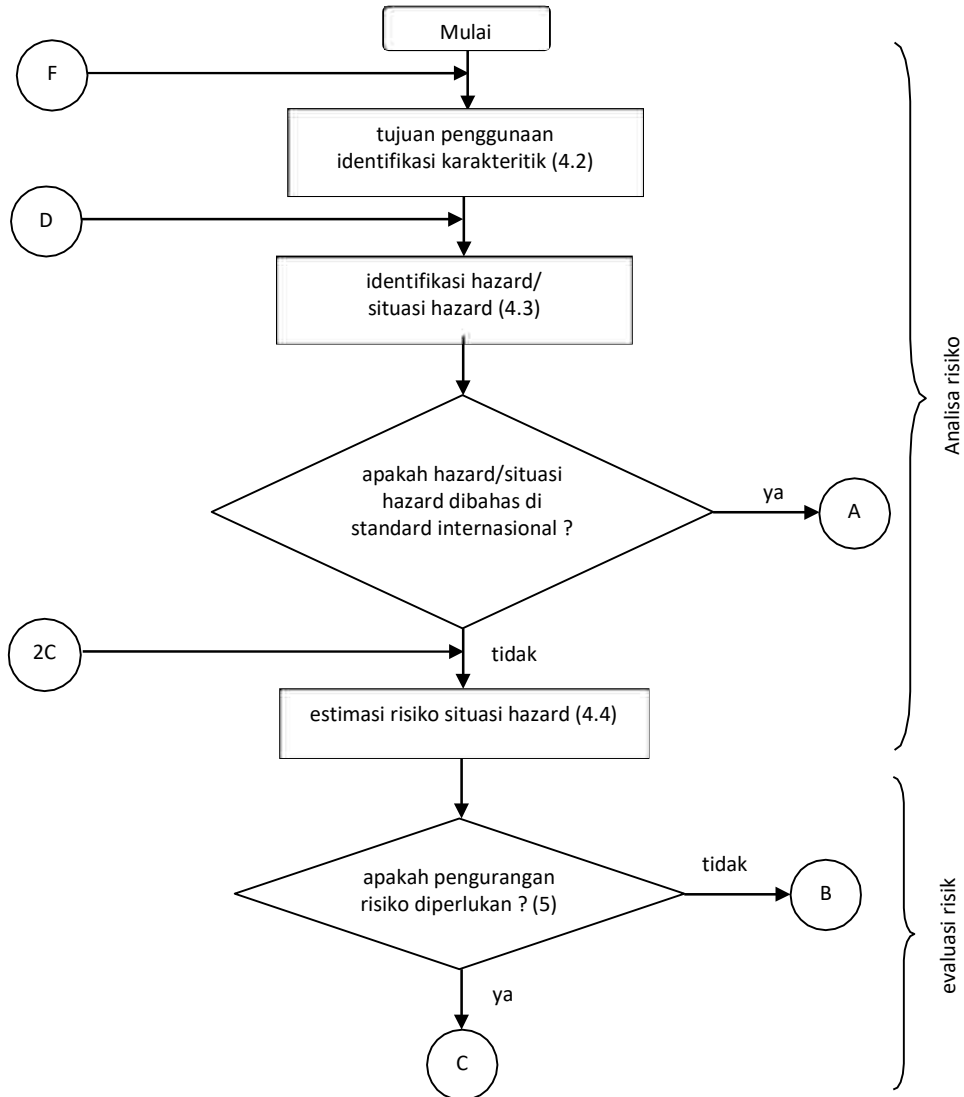 Mulai
F
tujuan penggunaan
identifikasi karakteritik (4.2)
D
identifikasi hazard/
situasi hazard (4.3)
apakah hazard/situasi
hazard dibahas di
standard internasional ?
ya
A
Analisa risiko
2C
tidak
estimasi risiko situasi hazard (4.4)
apakah pengurangan
risiko diperlukan ? (5)
tidak
B
evaluasi risik
ya
C